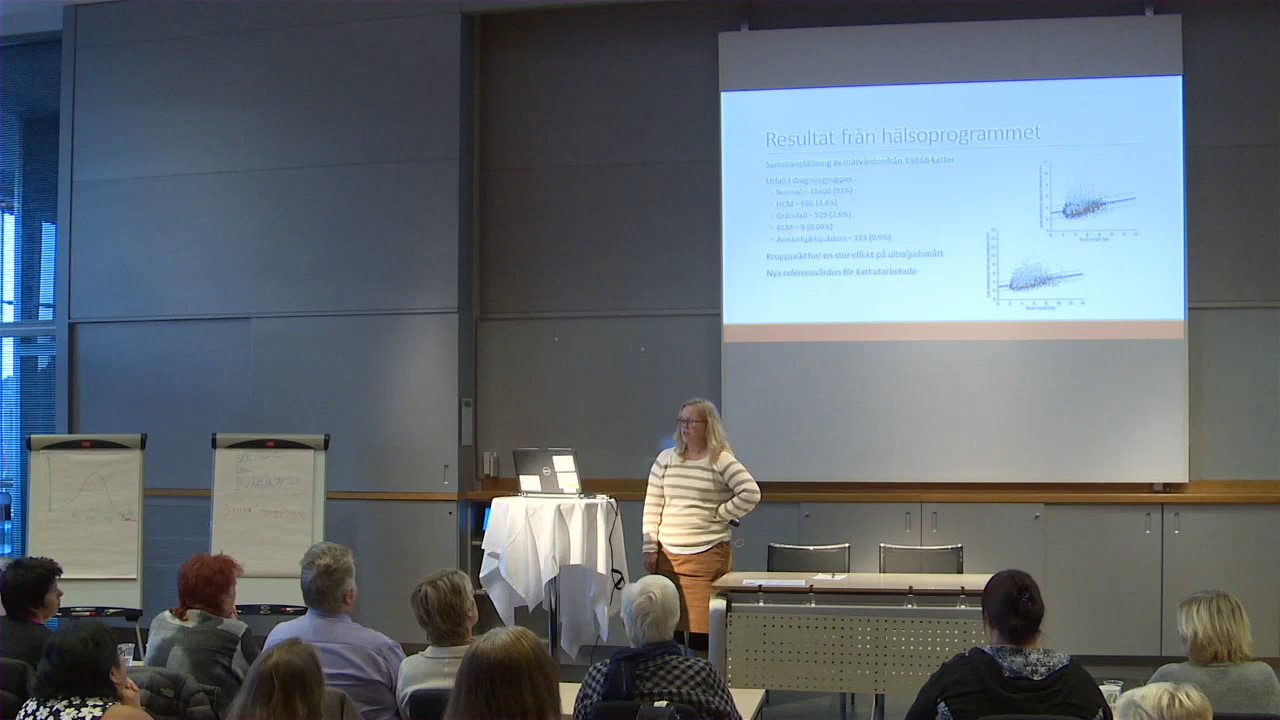 Resultat från hälsoprogrammet
Sammanställning av mätvärden från 19866 katter
Utfall i diagnosgrupper
Normal – 18460 (93%)
HCM – 686 (3.4%)
Gränsfall – 529 (2.6%)
RCM – 8 (0.04%)
Annan hjärtsjukdom – 183 (0.9%)
Kroppsvikt har en stor effekt på ultraljudsmått
Nya referensvärden för katt utarbetade